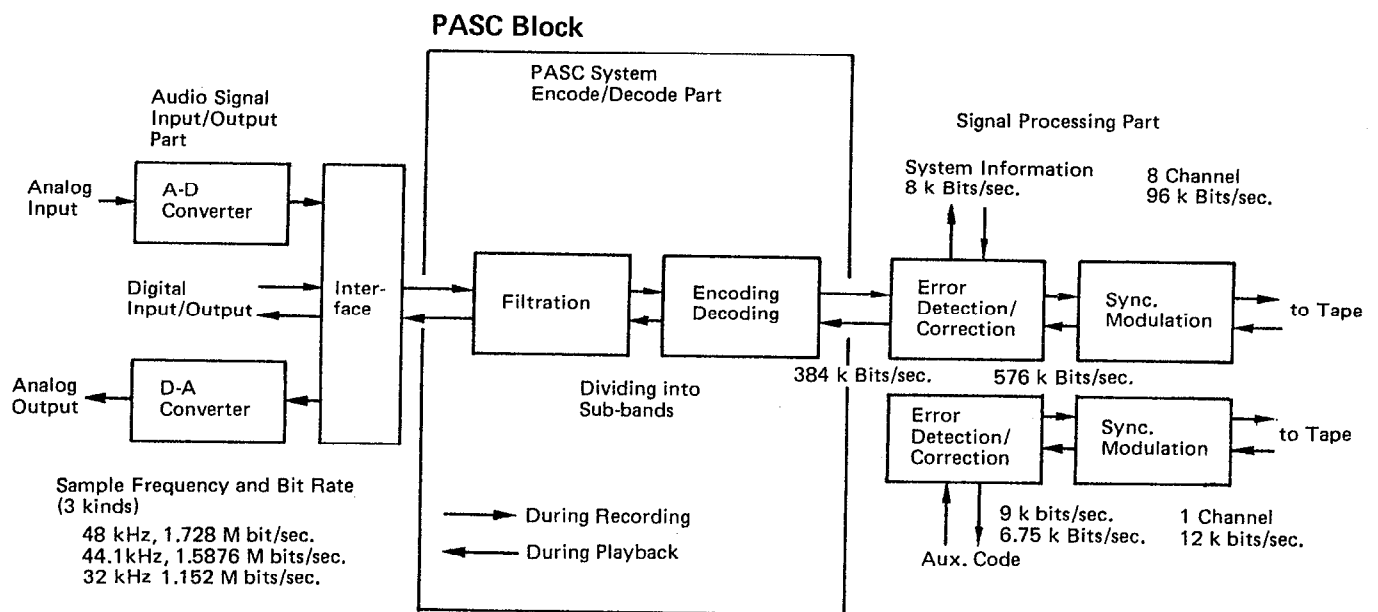 PASC Block
PASC System
Encode/Decode Part
Audio Signal
Input/Output
Part
Signal Processing Part
System Information
8 k Bits/sec.
8 Channel
96 k Bits/sec.
Analog
Input
A-D
Converter
Digital
Input/Output
Inter-
face
Filtration
Encoding
Decoding
Error
Detection/
Correction
Sync.
Modulation
to Tape
Analog
Output
D-A
Converter
Dividing into
Sub-bands
384 k Bits/sec.
576 k Bits/sec.
Error
Detection/
Correction
Sync.
Modulation
to Tape
Sample Frequency and Bit Rate
(3 kinds)
48 kHz, 1.728 M bit/sec.
44.1kHz, 1.5876 M bits/sec.
32 kHz 1.152 M bits/sec.
During Recording
During Playback
9 k bits/sec.
6.75 k Bits/sec.
1 Channel
12 k bits/sec.
Aux. Code